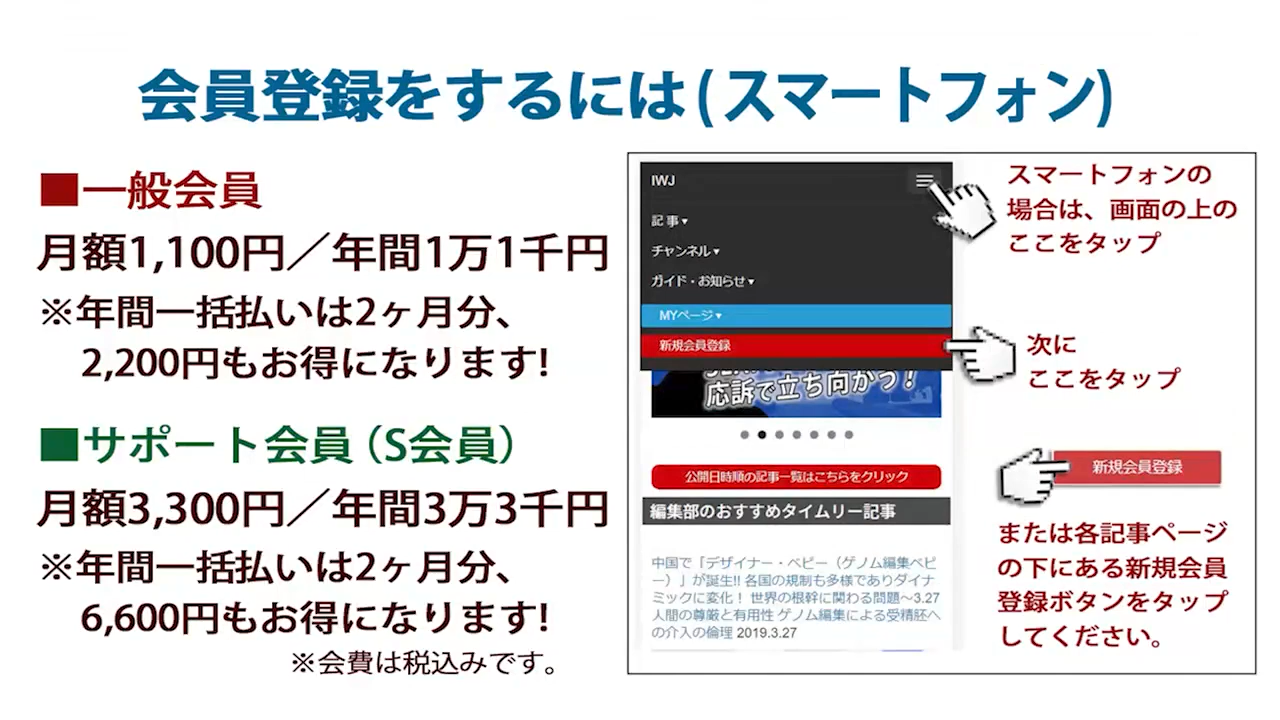 会員登録をするには(スマートフォン)
■一般会員
月額1,100円／年間1万1千円
※年間一括払いは2ヶ月分、
2,200円もお得になります!
■サポート会員（S会員）
月額3,300円／年間3万3千円
※年間一括払いは2ヶ月分、
6,600円もお得になります!
※会費は税込みです。
IWJ
記事▾
チャンネル▾
ガイド・お知らせ▾
MYページ▾
新規会員登録
応訴で立ち向かう！
公開日時順の記事一覧はこちらをクリック
編集部のおすすめタイムリー記事
中国で「デザイナー・ベビー（ゲノム編集ベビ
ー）」が誕生!! 各国の規制も多様でありダイナ
ミックに変化！ 世界の根幹に関わる問題～3.27
人間の尊厳と有用性 ゲノム編集による受精胚へ
の介入の倫理 2019.3.27
スマートフォンの
場合は、画面の上の
ここをタップ
次に
ここをタップ
新規会員登録
または各記事ページ
の下にある新規会員
登録ボタンをタップ
してください。